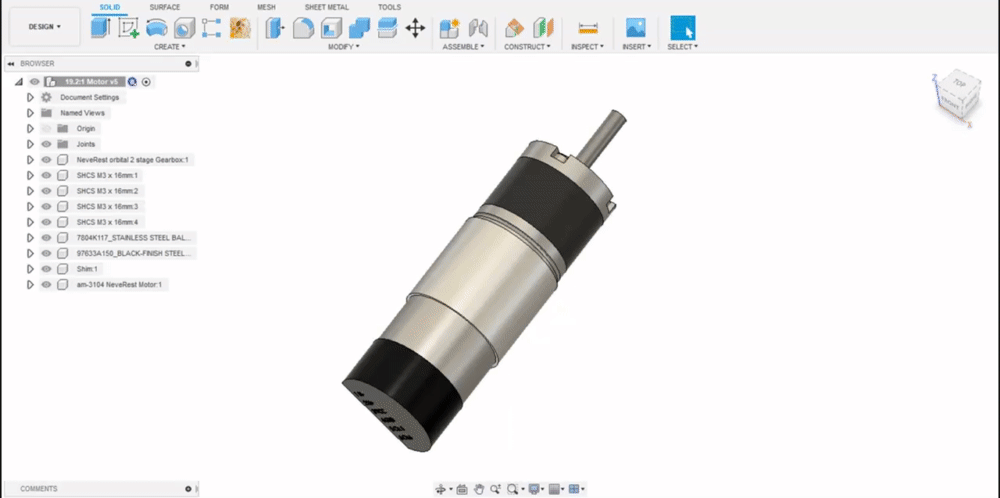 SOLID SURFACE FORM MESH SHEET METAL TOOLS
DESIGN
CREATE MODIFY ASSEMBLE CONSTRUCT INSPECT INSERT SELECT
BROWSER
19.2:1 Motor v5
Document Settings
Named Views
Origin
Joints
NeveRest orbital 2 stage Gearbox:1
SHCS M3 x 16mm:1
SHCS M3 x 16mm:2
SHCS M3 x 16mm:3
SHCS M3 x 16mm:4
7804K117_STAINLESS STEEL BAL...
97633A150_BLACK-FINISH STEEL...
Shim:1
am-3104 NeveRest Motor:1
Z
TOP
FRONT
X
COMMENTS